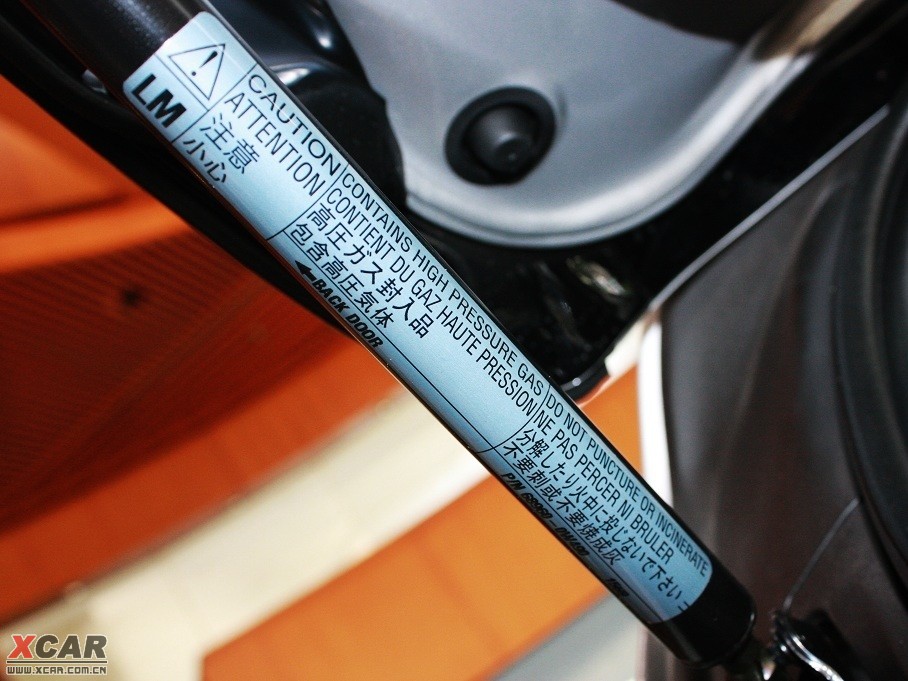 LM
CAUTION
ATTENTION
注意
小心
CONTAINS HIGH PRESSURE GAS
CONTIENT DU GAZ HAUTE PRESSION
高圧ガス封入品
包含高圧気体
BACK DOOR
DO NOT PUNCTURE OR INCINERATE
NE PAS PERCER NI BRULER
分解したり火中に投じないで下さい
不要刺或不要焼成灰
P/N
XCAR
WWW.XCAR.COM.CN